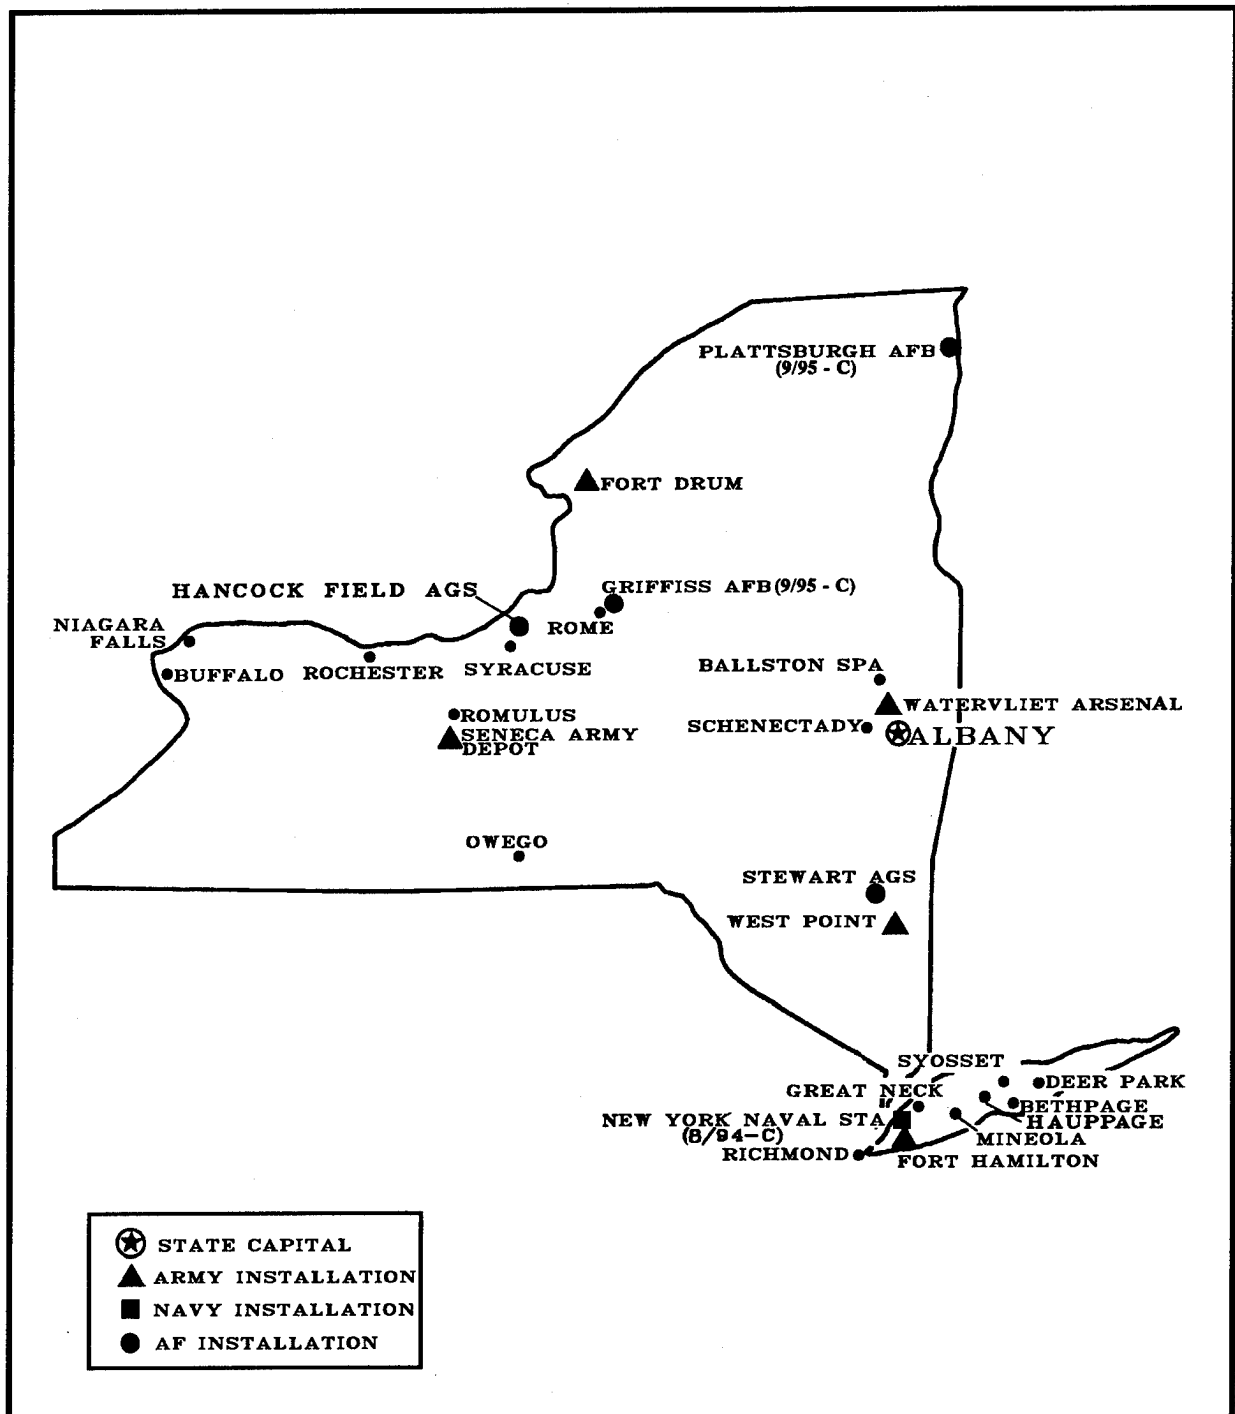 PLATTSBURGH AFB
(9/95 - C)
FORT DRUM
HANCOCK FIELD AGS
GRIFFISS AFB (9/95 - C)
NIAGARA
FALLS
ROME
BUFFALO
ROCHESTER
SYRACUSE
BALLSTON SPA
WATERVLIET ARSENAL
ROMULUS
SENECA ARMY
DEPOT
SCHENECTADY
ALBANY
OWEGO
STEWART AGS
WEST POINT
SYOSSET
GREAT NECK
DEER PARK
BETHPAGE
HAUPPAGE
NEW YORK NAVAL STA
(8/94-C)
MINEOLA
RICHMOND
FORT HAMILTON
STATE CAPITAL
ARMY INSTALLATION
NAVY INSTALLATION
AF INSTALLATION